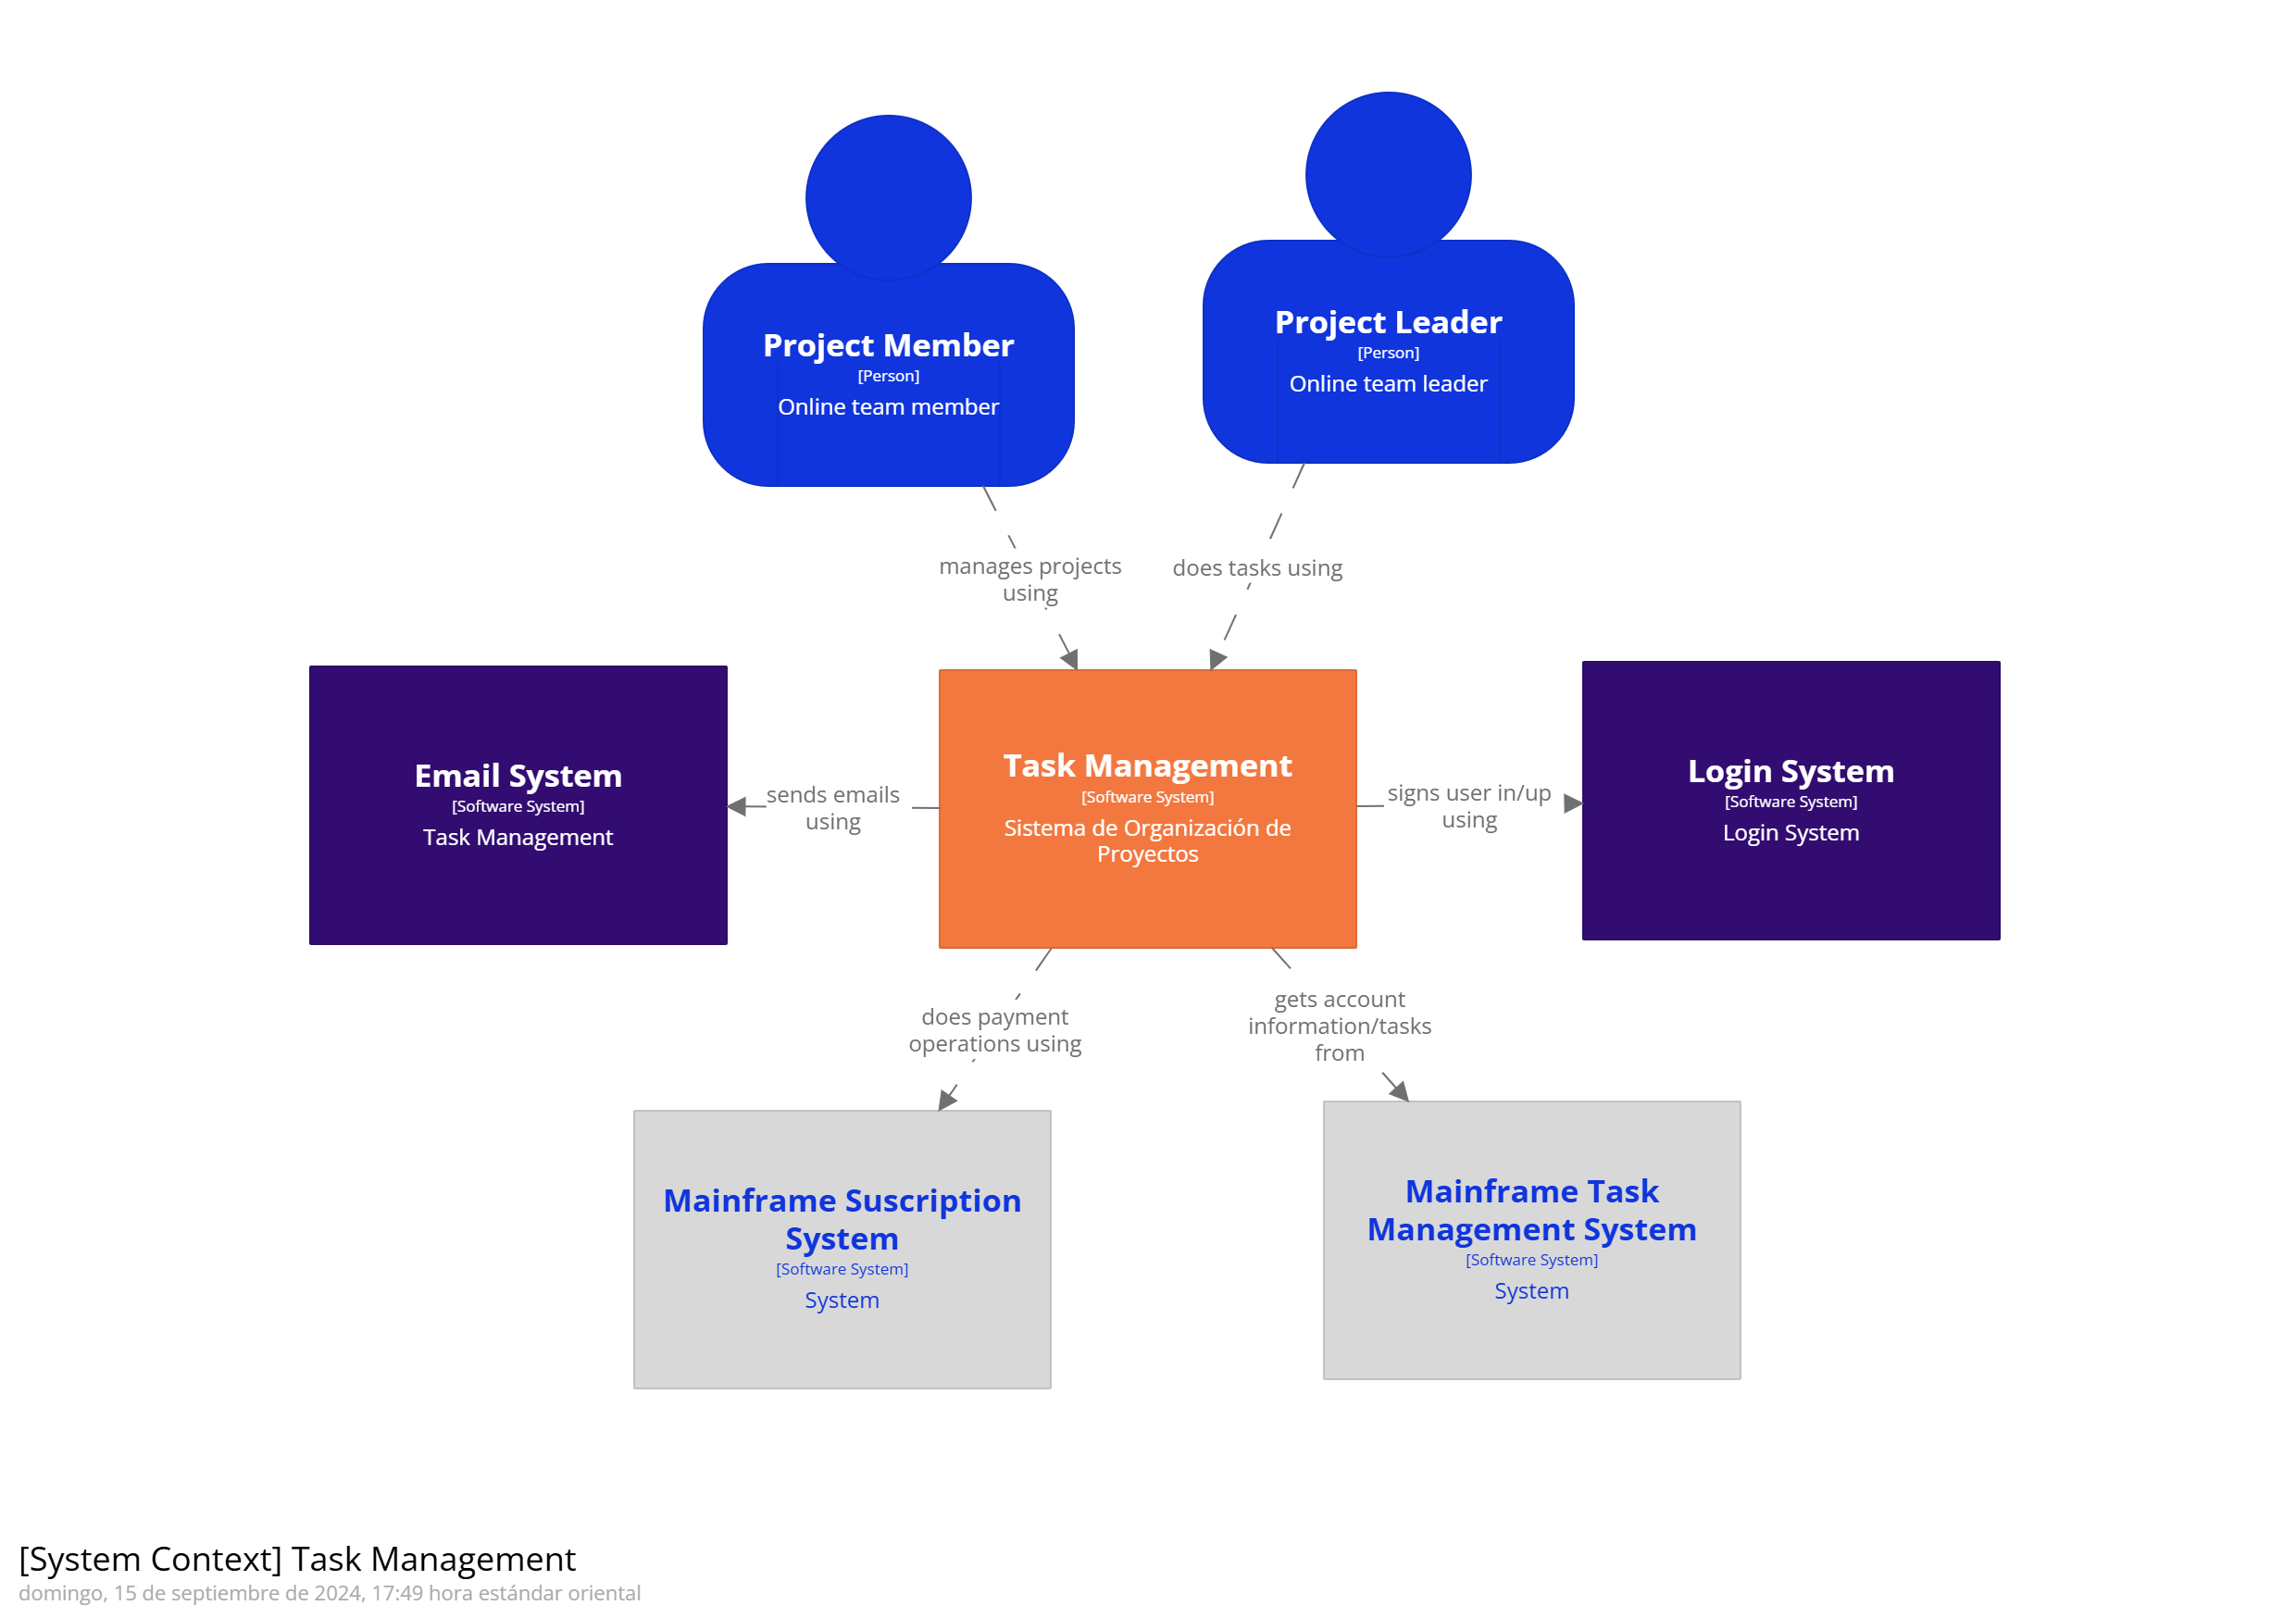 Project Member
[Person]
Online team member
Project Leader
[Person]
Online team leader
manages projects
using
does tasks using
Email System
[Software System]
Task Management
sends emails
using
Task Management
[Software System]
Sistema de Organización de
Proyectos
signs user in/up
using
Login System
[Software System]
Login System
does payment
operations using
gets account
information/tasks
from
Mainframe Suscription
System
[Software System]
System
Mainframe Task
Management System
[Software System]
System
[System Context] Task Management
domingo, 15 de septiembre de 2024, 17:49 hora estándar oriental